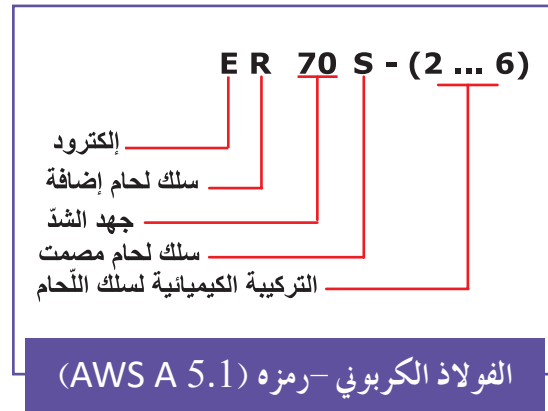 E R 70 S - (2 ... 6)
إلكترود
سلك لحام إضافة
جهد الشدّ
سلك لحام مصمت
التركيبة الكيميائية لسلك اللّحام
الفولاذ الكربوني –رمزه (AWS A 5.1)